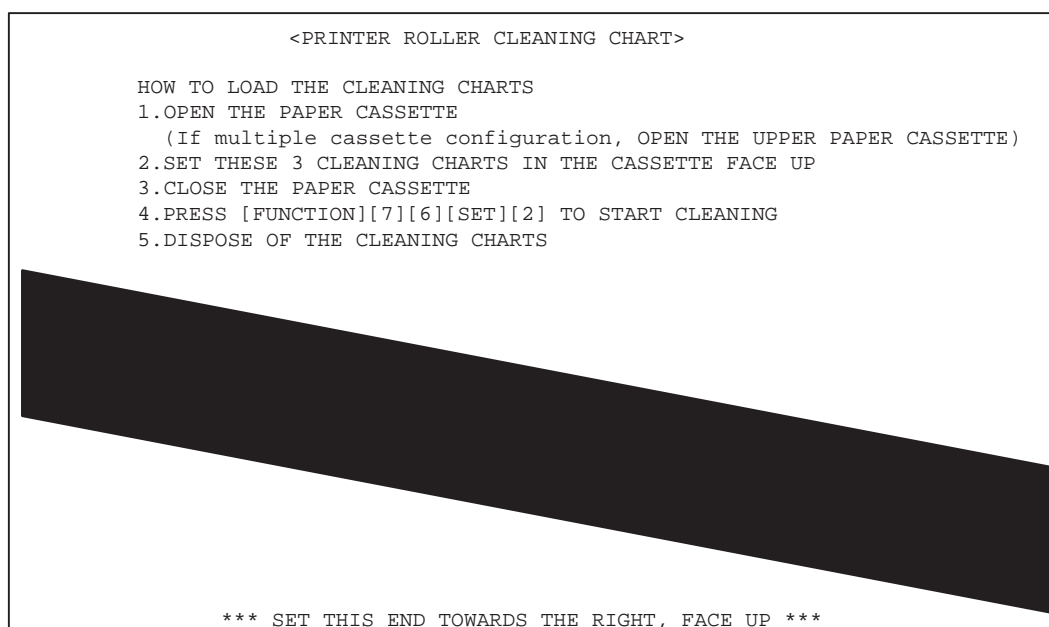 <PRINTER ROLLER CLEANING CHART>
HOW TO LOAD THE CLEANING CHARTS
1.OPEN THE PAPER CASSETTE
(If multiple cassette configuration, OPEN THE UPPER PAPER CASSETTE)
2.SET THESE 3 CLEANING CHARTS IN THE CASSETTE FACE UP
3.CLOSE THE PAPER CASSETTE
4.PRESS [FUNCTION][7][6][SET][2] TO START CLEANING
5.DISPOSE OF THE CLEANING CHARTS
*** SET THIS END TOWARDS THE RIGHT, FACE UP ***